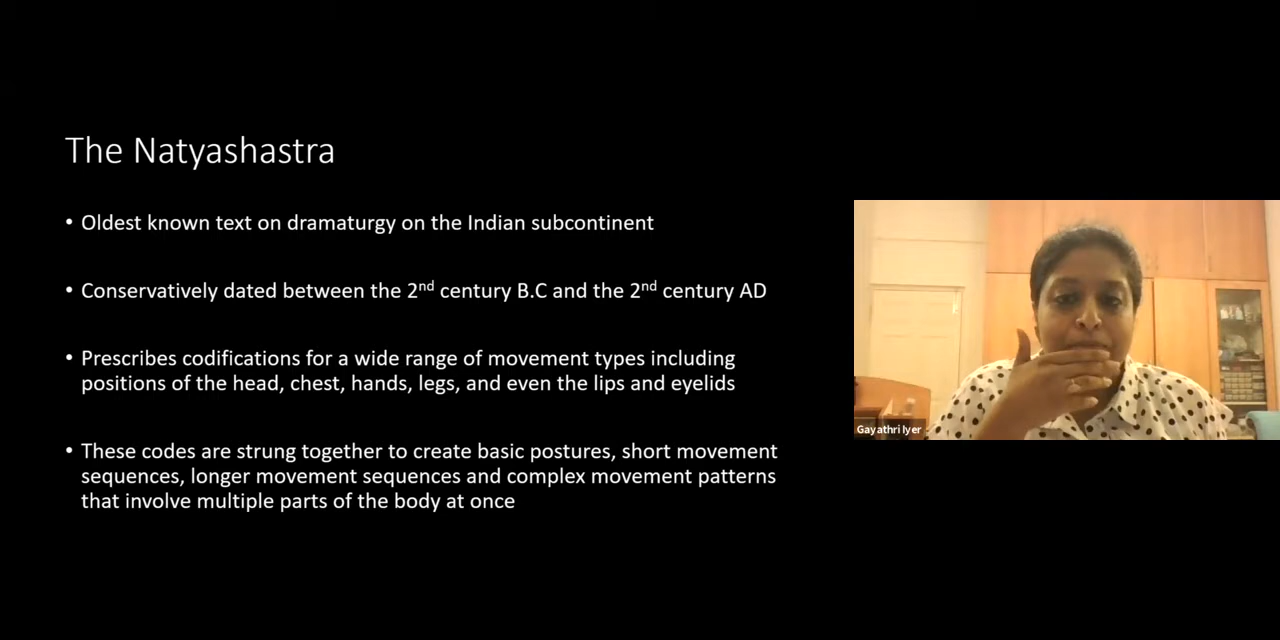 The Natyashastra
• Oldest known text on dramaturgy on the Indian subcontinent
• Conservatively dated between the 2nd century B.C and the 2nd century AD
• Prescribes codifications for a wide range of movement types including
positions of the head, chest, hands, legs, and even the lips and eyelids
• These codes are strung together to create basic postures, short movement
sequences, longer movement sequences and complex movement patterns
that involve multiple parts of the body at once
Gayathri Iyer